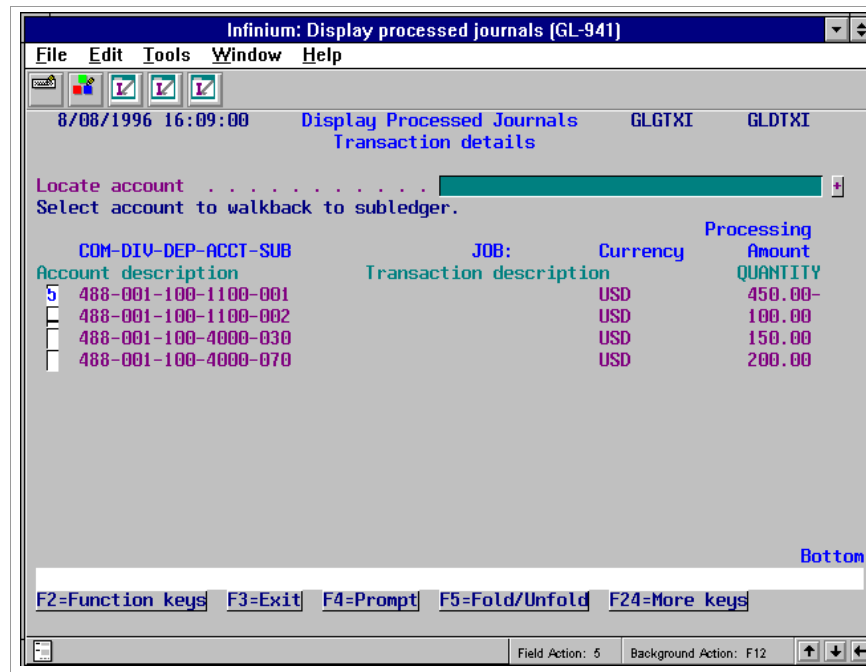 Infinium: Display processed journals (GL-941)
File Edit Tools Window Help
8/08/1996 16:09:00 Display Processed Journals GLGTXI GLDTXI
Transaction details
Locate account . . . . . . . . . . . +
Select account to walkback to subledger.
Processing
COM-DIV-DEP-ACCT-SUB JOB: Currency Amount
Account description Transaction description QUANTITY
5 488-001-100-1100-001 USD 450.00-
488-001-100-1100-002 USD 100.00
488-001-100-4000-030 USD 150.00
488-001-100-4000-070 USD 200.00
Bottom
F2=Function keys F3=Exit F4=Prompt F5=Fold/Unfold F24=More keys
Field Action: 5 Background Action: F12